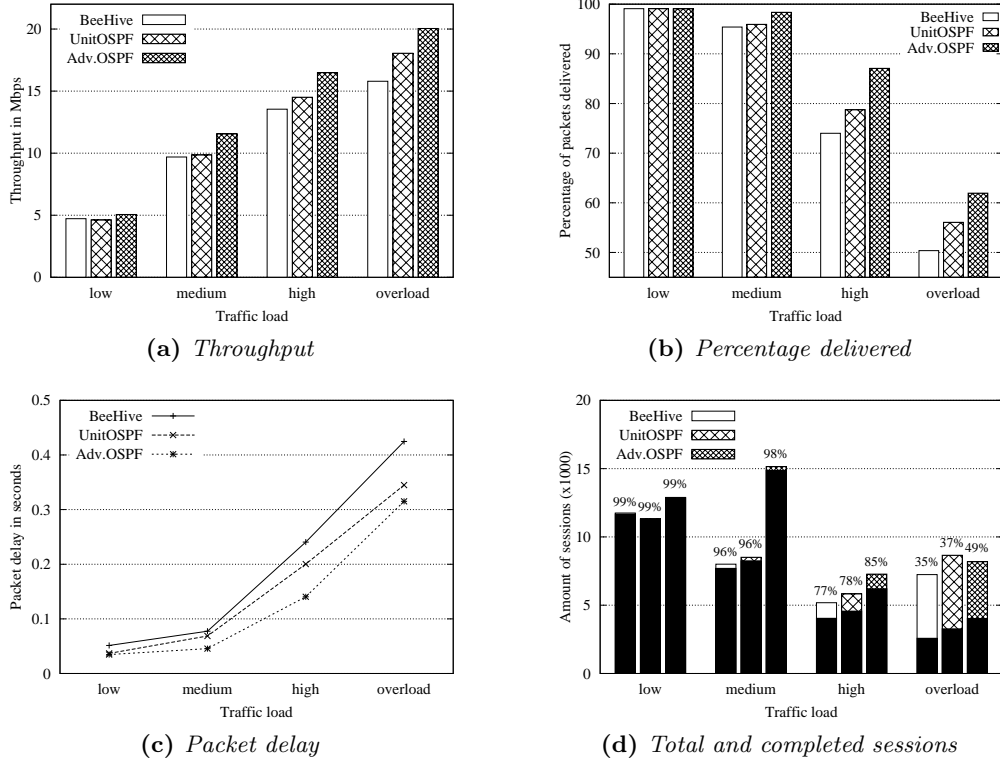 BeeHive
UnitOSPF
Adv.OSPF
Throughput in Mbps
20
15
10
5
0
low medium high overload
Traffic load
(a) Throughput
BeeHive
UnitOSPF
Adv.OSPF
Percentage of packets delivered
100
90
80
70
60
50
low medium high overload
Traffic load
(b) Percentage delivered
BeeHive
UnitOSPF
Adv.OSPF
Packet delay in seconds
0.5
0.4
0.3
0.2
0.1
0
low medium high overload
Traffic load
(c) Packet delay
BeeHive
UnitOSPF
Adv.OSPF
Amount of sessions (x1000)
20
15
10
5
0
99% 99% 99%
96% 96% 98%
77% 78% 85%
35% 37% 49%
low medium high overload
Traffic load
(d) Total and completed sessions